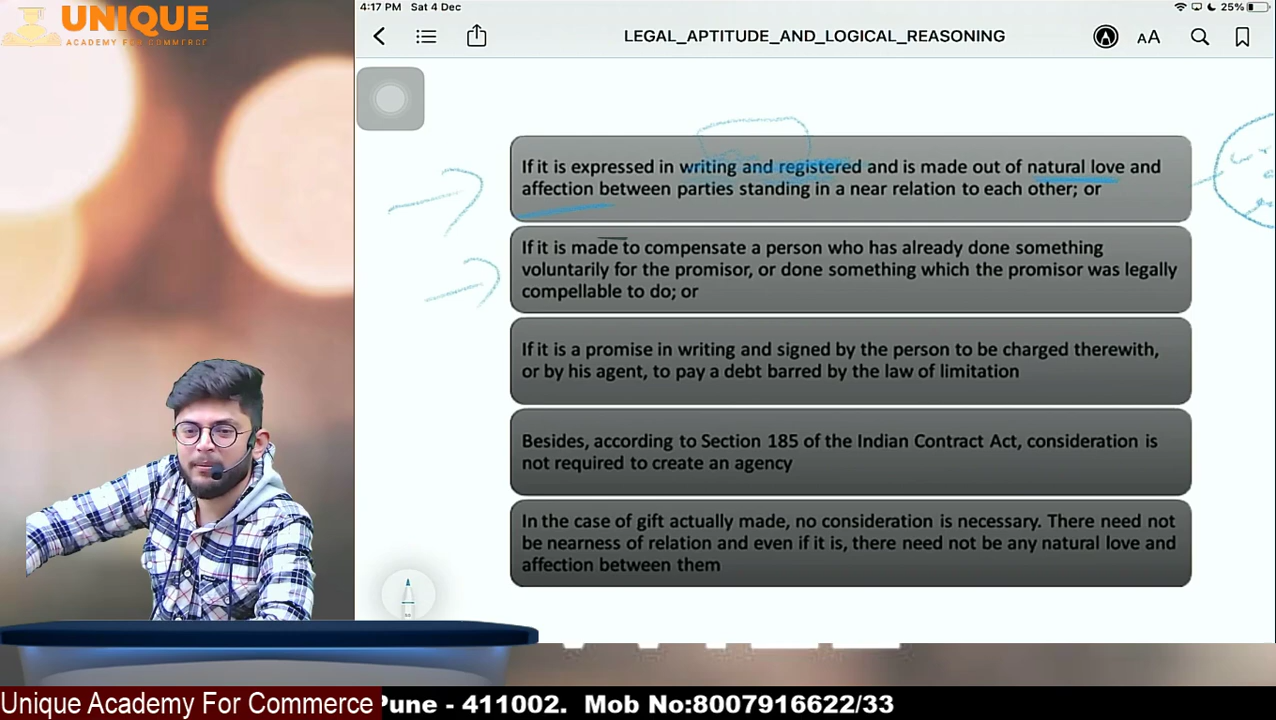 UNIQUE
ACADEMY FOR COMMERCE
4:17 PM Sat 4 Dec
25%
LEGAL_APTITUDE_AND_LOGICAL_REASONING
AA
If it is expressed in writing and registered and is made out of natural love and
affection between parties standing in a near relation to each other; or
If it is made to compensate a person who has already done something
voluntarily for the promisor, or done something which the promisor was legally
compellable to do; or
If it is a promise in writing and signed by the person to be charged therewith,
or by his agent, to pay a debt barred by the law of limitation
Besides, according to Section 185 of the Indian Contract Act, consideration is
not required to create an agency
In the case of gift actually made, no consideration is necessary. There need not
be nearness of relation and even if it is, there need not be any natural love and
affection between them
Unique Academy For Commerce Pune - 411002. Mob No:8007916622/33